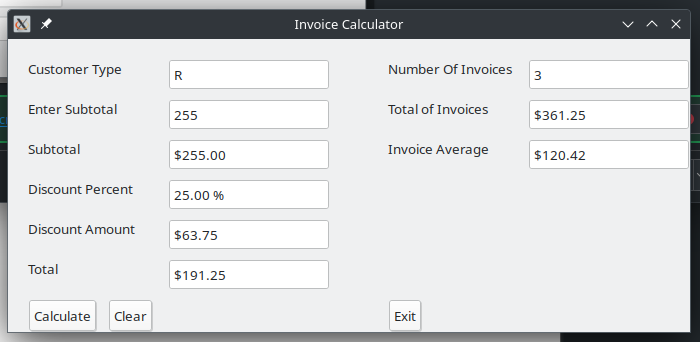 Invoice Calculator
Customer Type R
Number Of Invoices 3
Enter Subtotal 255
Total of Invoices $361.25
Subtotal $255.00
Invoice Average $120.42
Discount Percent 25.00 %
Discount Amount $63.75
Total $191.25
Calculate Clear Exit